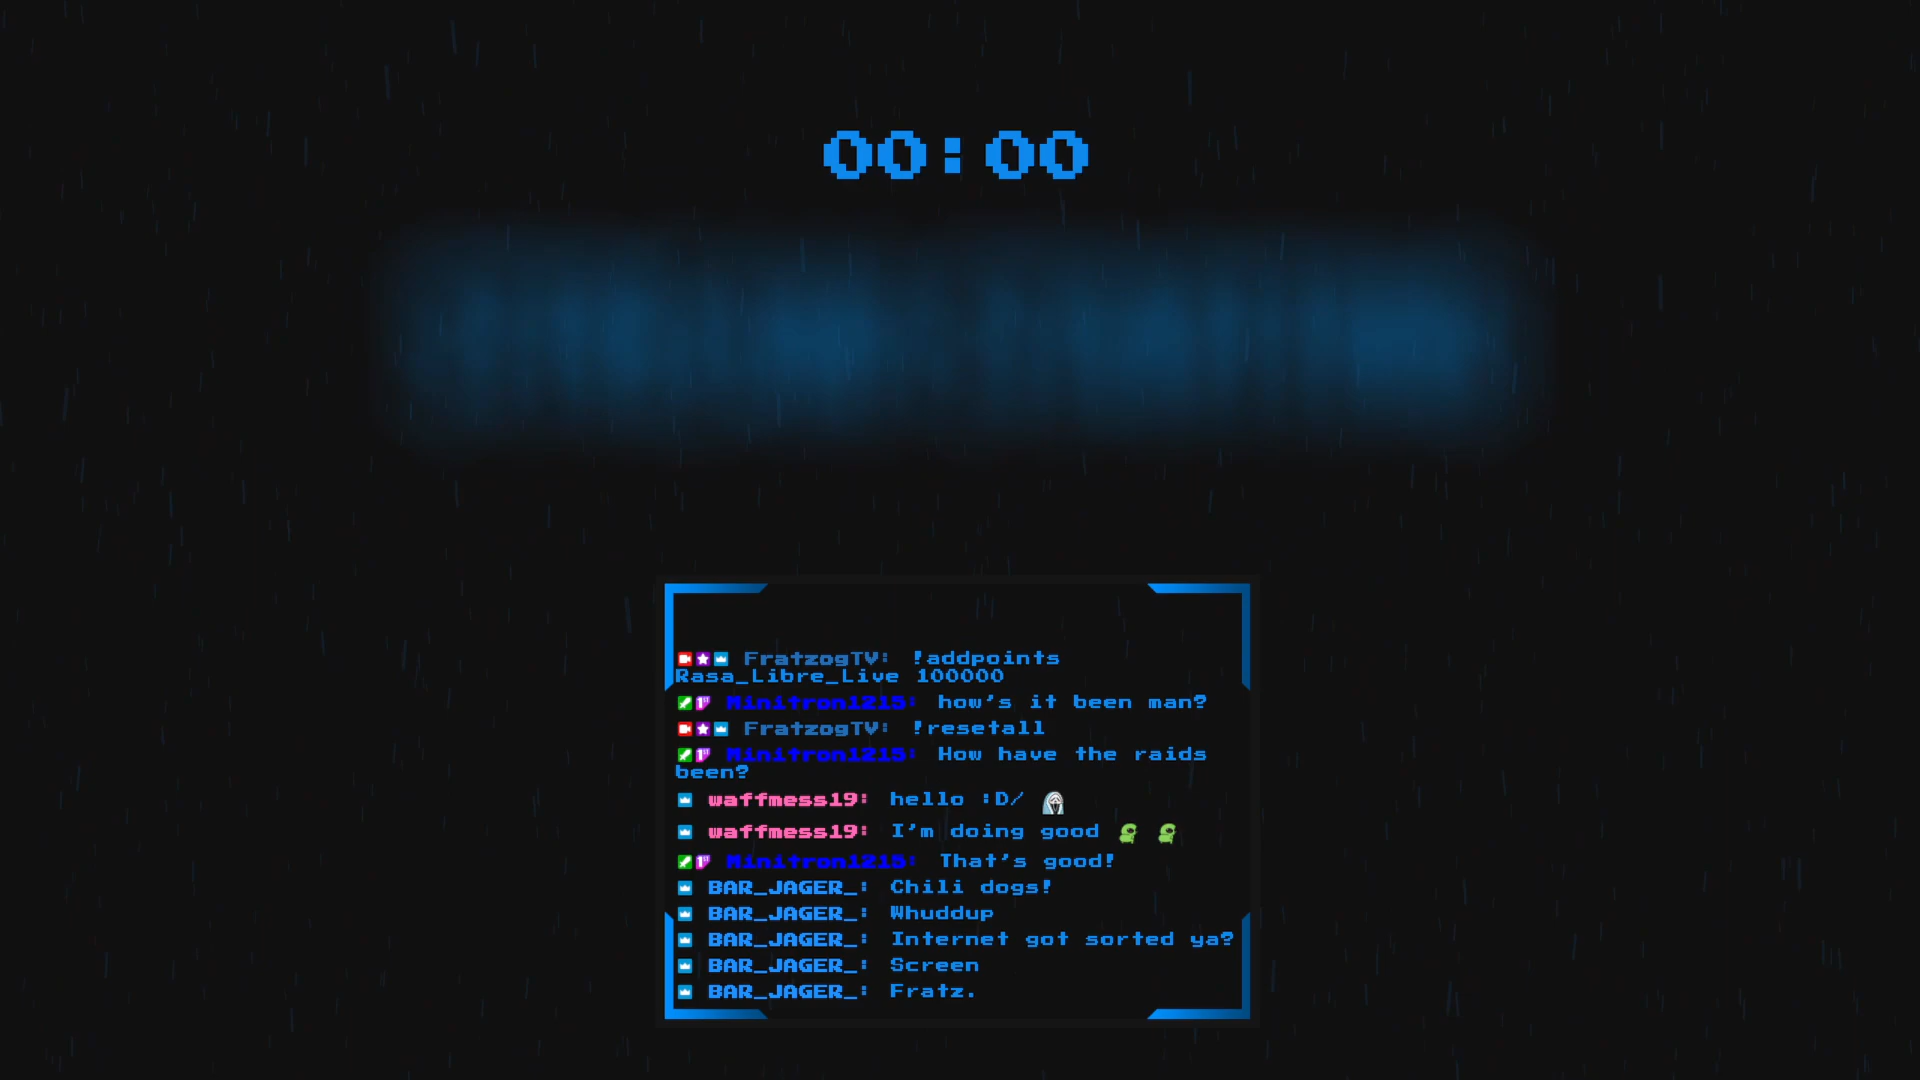 00:00
FratzogTV: !addpoints
Rasa_Libre_Live 100000
Minitron1215: how's it been man?
FratzogTV: !resetall
Minitron1215: How have the raids
been?
waffmess19: hello :D/
waffmess19: I'm doing good
Minitron1215: That's good!
BAR_JAGER_: Chili dogs!
BAR_JAGER_: Whuddup
BAR_JAGER_: Internet got sorted ya?
BAR_JAGER_: Screen
BAR_JAGER_: Fratz.